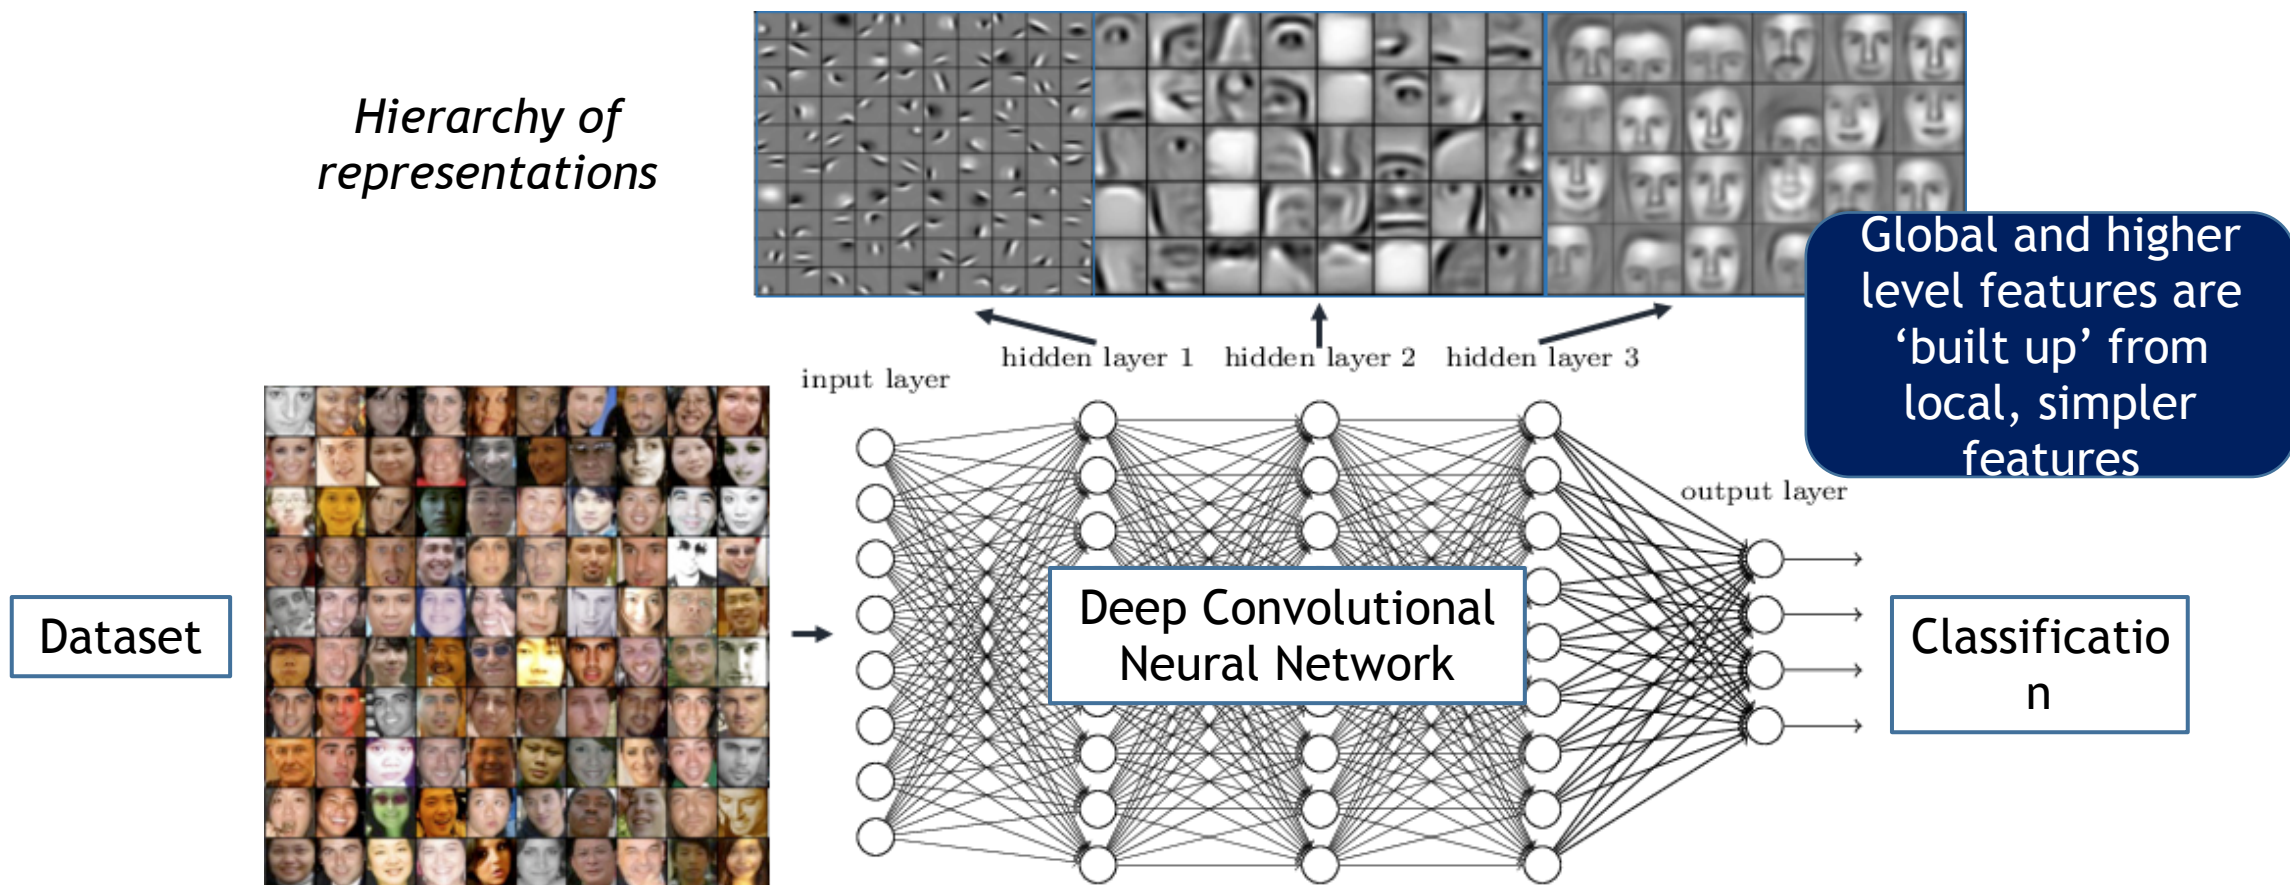 Hierarchy of
representations
Global and higher
level features are
‘built up’ from
local, simpler
features
hidden layer 1
hidden layer 2
hidden layer 3
input layer
output layer
Dataset
Deep Convolutional
Neural Network
Classificatio
n